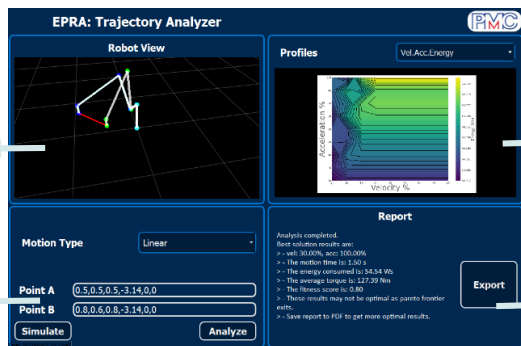 EPRA: Trajectory Analyzer
PMC
Robot View
Profiles
Vel.Acc.Energy
Acceleration %
Velocity %
Motion Type
Linear
Point A
0.5,0.5,0.5,-3.14,0,0
Point B
0.8,0.6,0.8,-3.14,0,0
Simulate
Analyze
Report
Analysis completed.
Best solution results are:
> - vel: 30.00%, acc: 100.00%
> - The motion time is: 1.50 s
> - The energy consumed is: 54.54 Ws
> - The average torque is: 127.39 Nm
> - The fitness score is: 0.80
> - These results may not be optimal as pareto frontier
exits.
> - Save report to PDF to get more optimal results.
Export